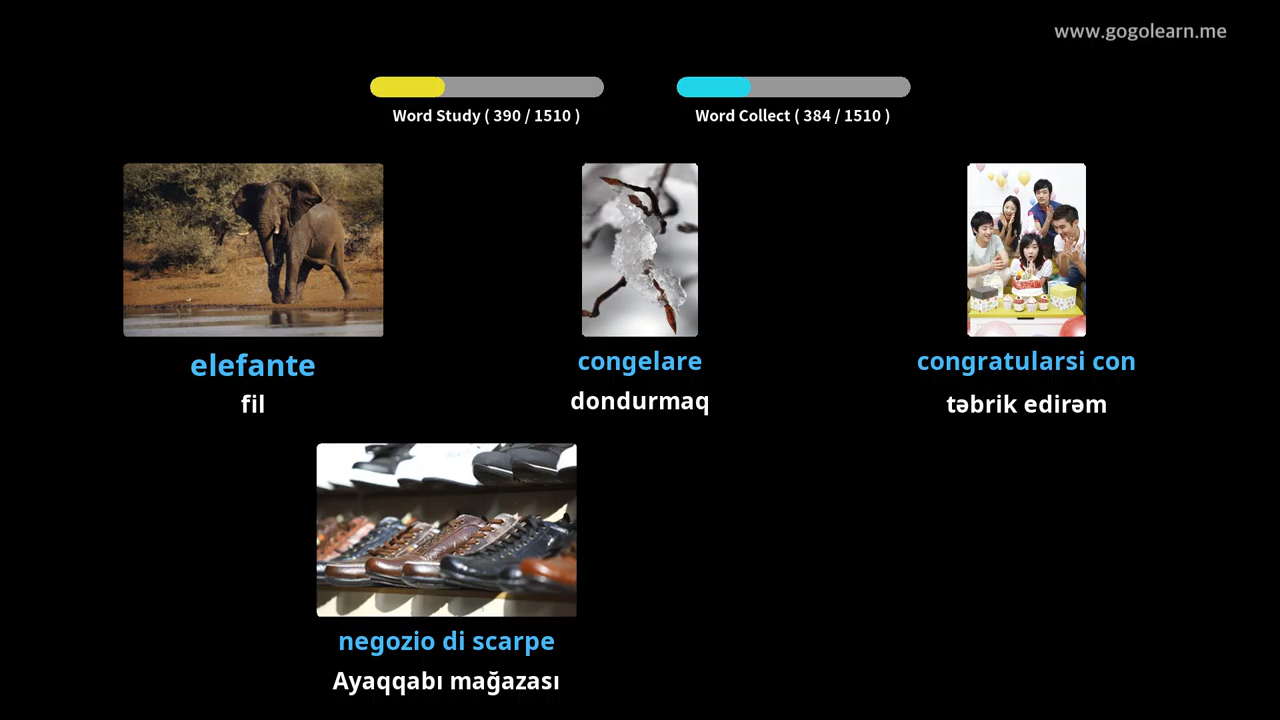 www.gogolearn.me
Word Study ( 390 / 1510 )
Word Collect ( 384 / 1510 )
elefante
fil
congelare
dondurmaq
congratularsi con
təbrik edirəm
negozio di scarpe
Ayaqqabı mağazası